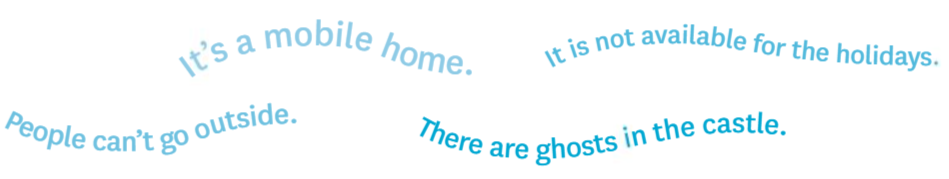 It's a mobile home.
It is not available for the holidays.
People can't go outside.
There are ghosts in the castle.